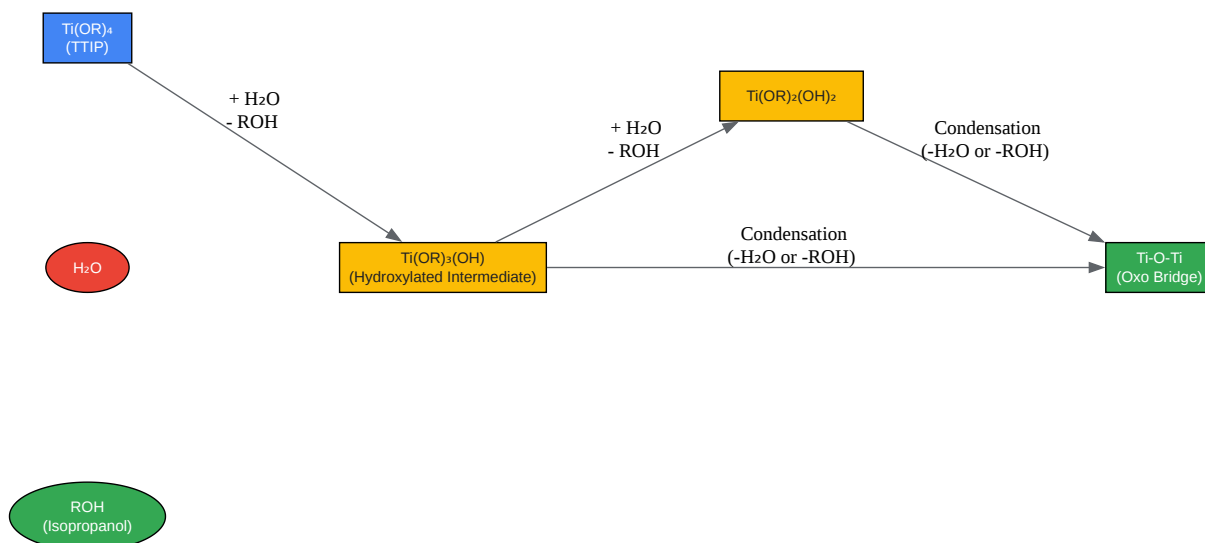 Ti(OR)₄
(TTIP)
+ H₂O
- ROH
Ti(OR)₂(OH)₂
+ H₂O
- ROH
Condensation
(-H₂O or -ROH)
H₂O
Ti(OR)₃(OH)
(Hydroxylated Intermediate)
Condensation
(-H₂O or -ROH)
Ti-O-Ti
(Oxo Bridge)
ROH
(Isopropanol)